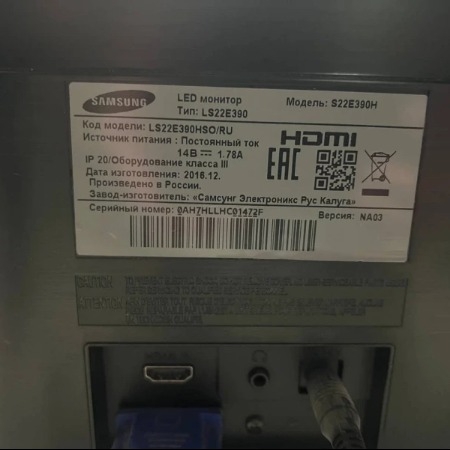 SAMSUNG
LED монитор
Тип: LS22E390
Модель: S22E390H
Код модели: LS22E390HSO/RU
Источник питания : Постоянный ток
14В 1.78A
HDMI
EAC
IP 20/Оборудование класса III
Дата изготовления: 2016.12.
Произведено в России.
Завод-изготовитель: «Самсунг Электроникс Рус Калуга»
Серийный номер: 0AH7HLLHC01472F
Версия: NA03